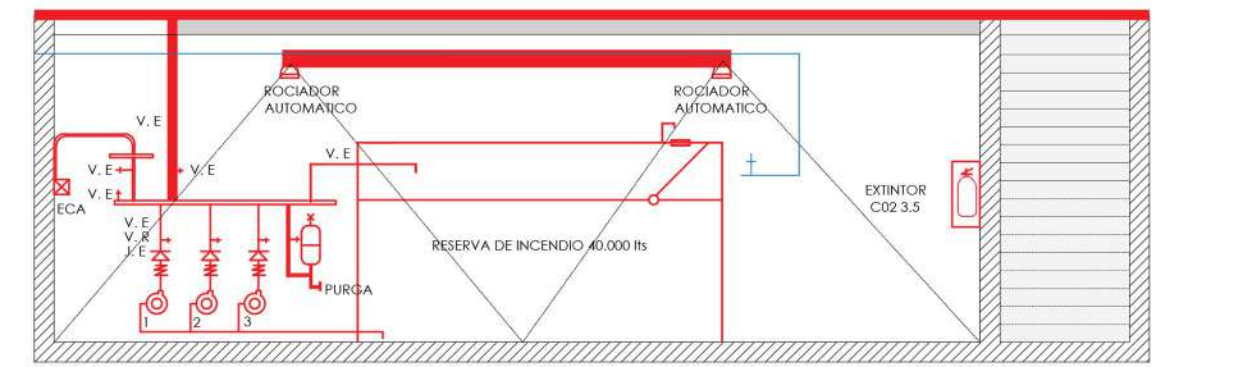 ROCIADOR
AUTOMATICO
ROCIADOR
AUTOMATICO
V. E
V. E
V. E
V. E
V. E
ECA
EXTINTOR
C02 3.5
V. E
V. R
J. E
RESERVA DE INCENDIO 40.000 lts
PURGA
1
2
3